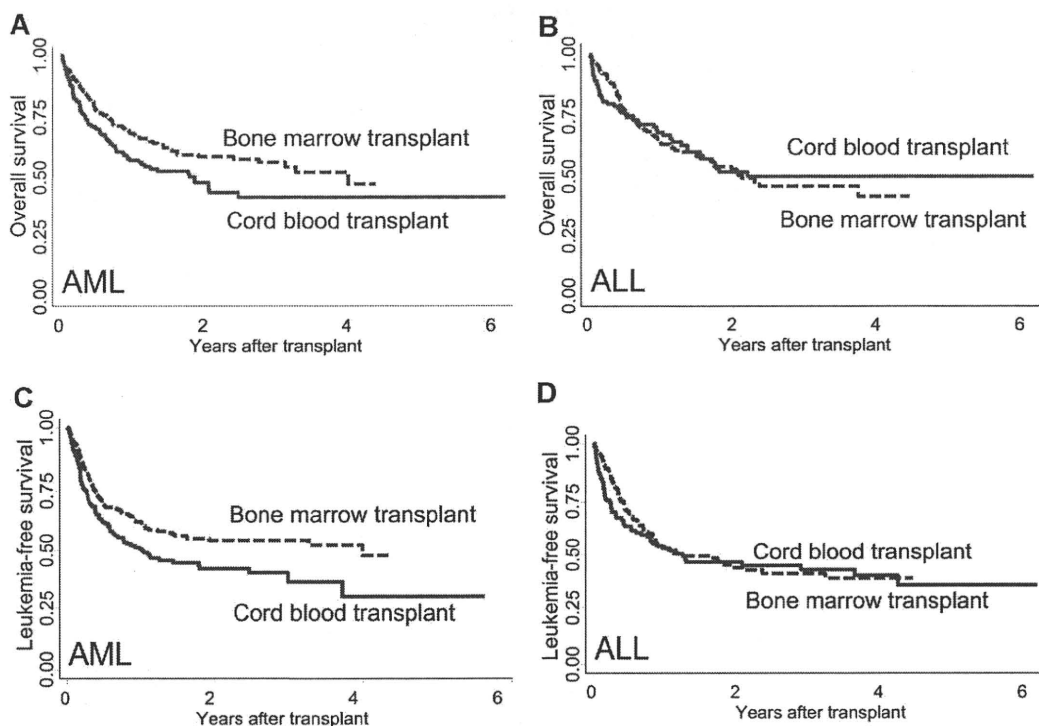 A
Overall survival
1.00
0.75
0.50
0.25
0.00
Bone marrow transplant
Cord blood transplant
AML
0 2 4 6
Years after transplant
B
Overall survival
1.00
0.75
0.50
0.25
0.00
Cord blood transplant
Bone marrow transplant
ALL
0 2 4 6
Years after transplant
C
Leukemia-free survival
1.00
0.75
0.50
0.25
0.00
Bone marrow transplant
Cord blood transplant
AML
0 2 4 6
Years after transplant
D
Leukemia-free survival
1.00
0.75
0.50
0.25
0.00
Cord blood transplant
Bone marrow transplant
ALL
0 2 4 6
Years after transplant